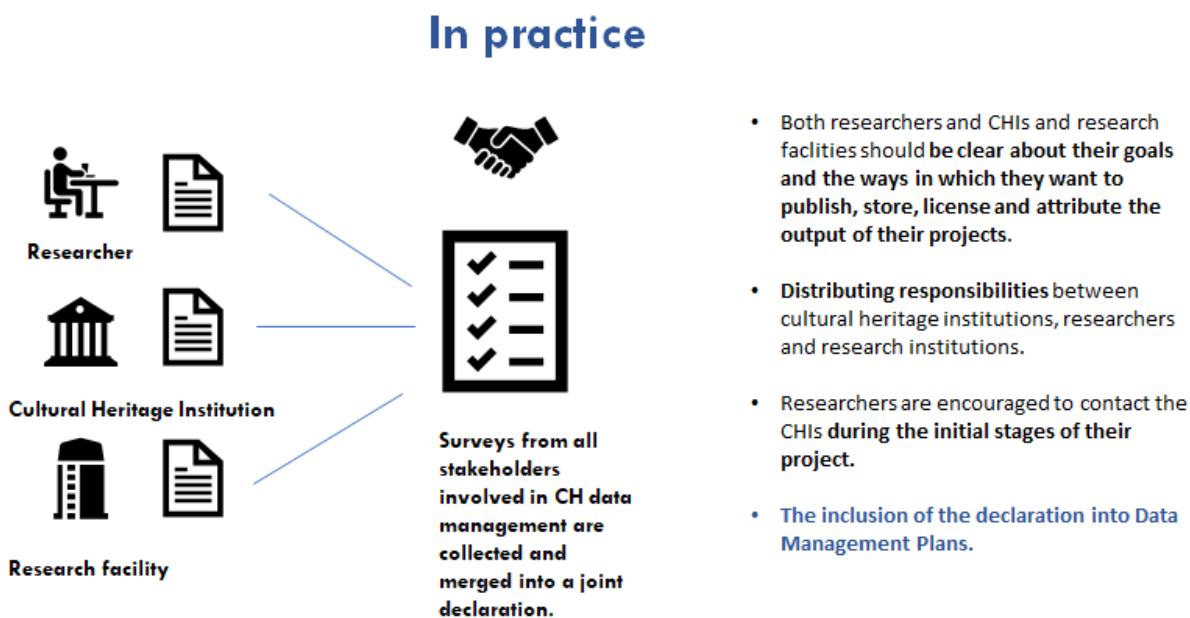 In practice
Researcher
Cultural Heritage Institution
Research facility
Surveys from all
stakeholders
involved in CH data
management are
collected and
merged into a joint
declaration.
• Both researchers and CHIs and research
faclities should be clear about their goals
and the ways in which they want to
publish, store, license and attribute the
output of their projects.
• Distributing responsibilities between
cultural heritage institutions, researchers
and research institutions.
• Researchers are encouraged to contact the
CHIs during the initial stages of their
project.
• The inclusion of the declaration into Data
Management Plans.